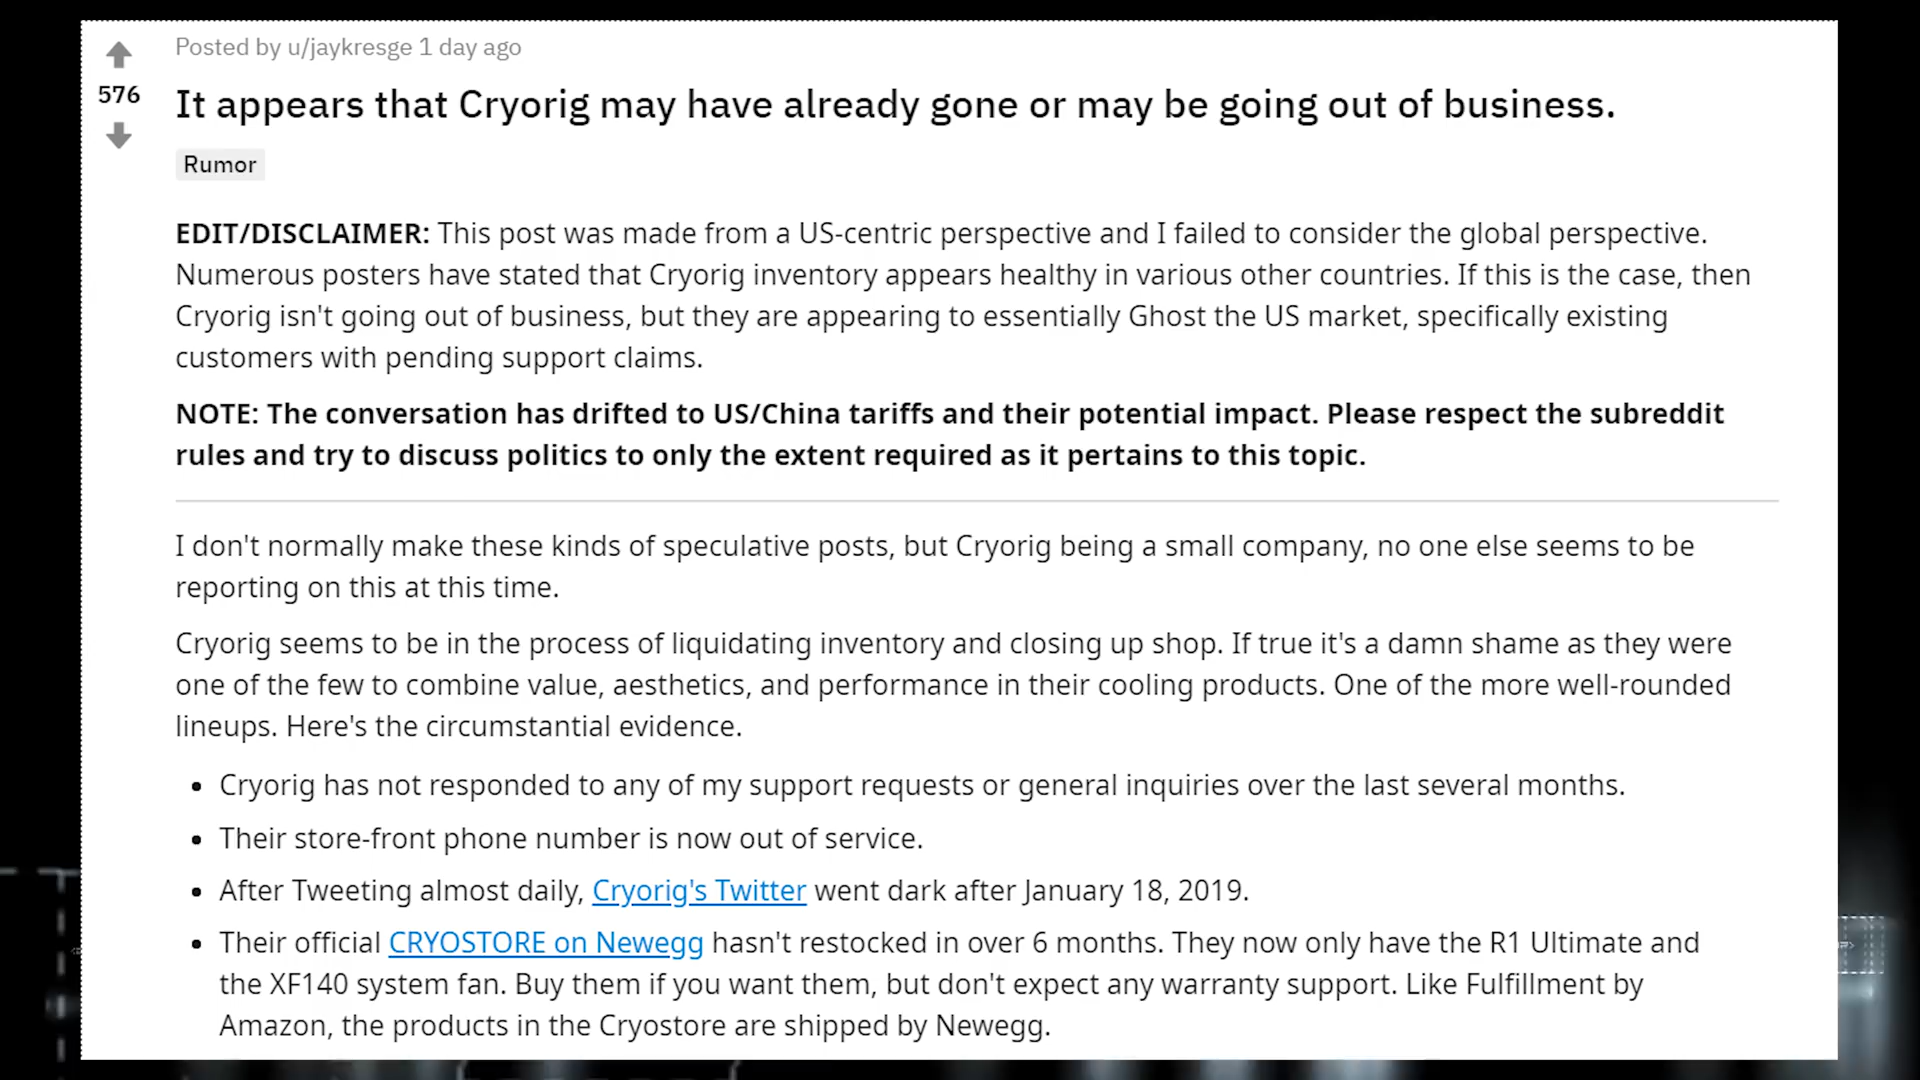 Posted by u/jaykresge 1 day ago
576
It appears that Cryorig may have already gone or may be going out of business.
Rumor
EDIT/DISCLAIMER: This post was made from a US-centric perspective and I failed to consider the global perspective.
Numerous posters have stated that Cryorig inventory appears healthy in various other countries. If this is the case, then
Cryorig isn't going out of business, but they are appearing to essentially Ghost the US market, specifically existing
customers with pending support claims.
NOTE: The conversation has drifted to US/China tariffs and their potential impact. Please respect the subreddit
rules and try to discuss politics to only the extent required as it pertains to this topic.
I don't normally make these kinds of speculative posts, but Cryorig being a small company, no one else seems to be
reporting on this at this time.
Cryorig seems to be in the process of liquidating inventory and closing up shop. If true it's a damn shame as they were
one of the few to combine value, aesthetics, and performance in their cooling products. One of the more well-rounded
lineups. Here's the circumstantial evidence.
• Cryorig has not responded to any of my support requests or general inquiries over the last several months.
• Their store-front phone number is now out of service.
• After Tweeting almost daily, Cryorig's Twitter went dark after January 18, 2019.
• Their official CRYOSTORE on Newegg hasn't restocked in over 6 months. They now only have the R1 Ultimate and
the XF140 system fan. Buy them if you want them, but don't expect any warranty support. Like Fulfillment by
Amazon, the products in the Cryostore are shipped by Newegg.